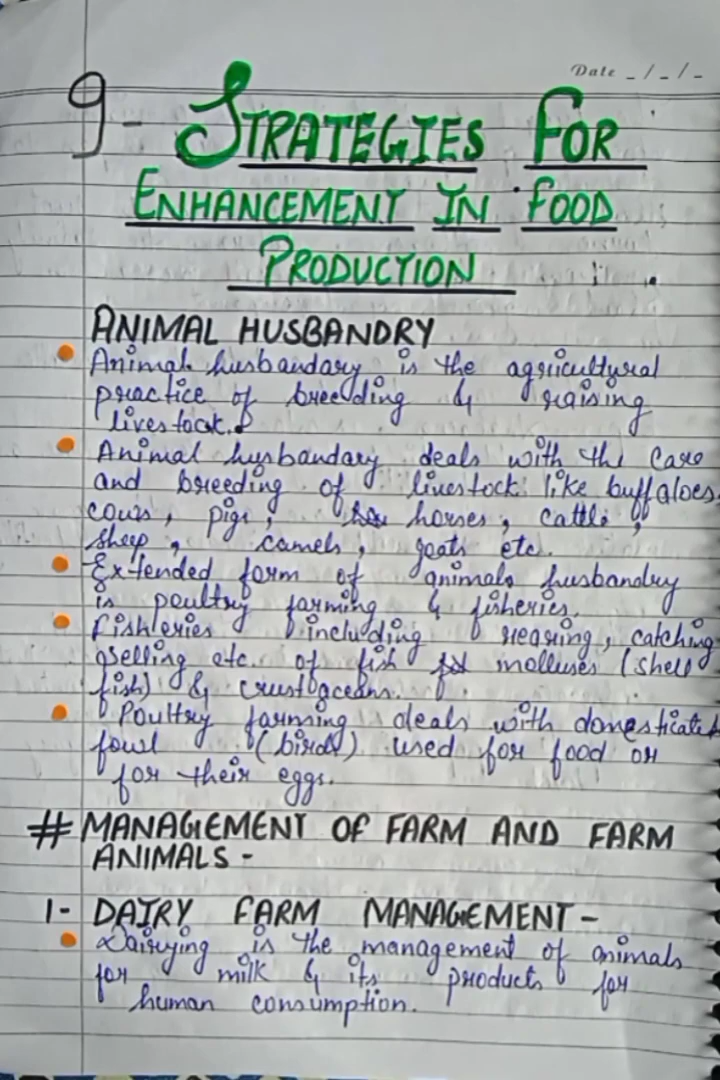 Date _/_/_
9- STRATEGIES FOR
ENHANCEMENT IN FOOD
PRODUCTION
ANIMAL HUSBANDRY
Animal husbandary is the agricultural
practice of breeding & raising
livestock.
Animal husbandary deals with the care
and breeding of livestock like buffaloes,
cows, pigs, horses, cattle,
sheep, camels, goats etc.
Extended form of animals husbandry
is poultry farming & fisheries.
Fisheries including rearing, catching
selling etc. of fish molluses (shell
fish) & crustaceans.
Poultry farming deals with domesticated
fowl (birds) used for food or
for their eggs.
# MANAGEMENT OF FARM AND FARM
ANIMALS -
1- DAIRY FARM MANAGEMENT -
Dairying is the management of animals
for milk & its products for
human consumption.